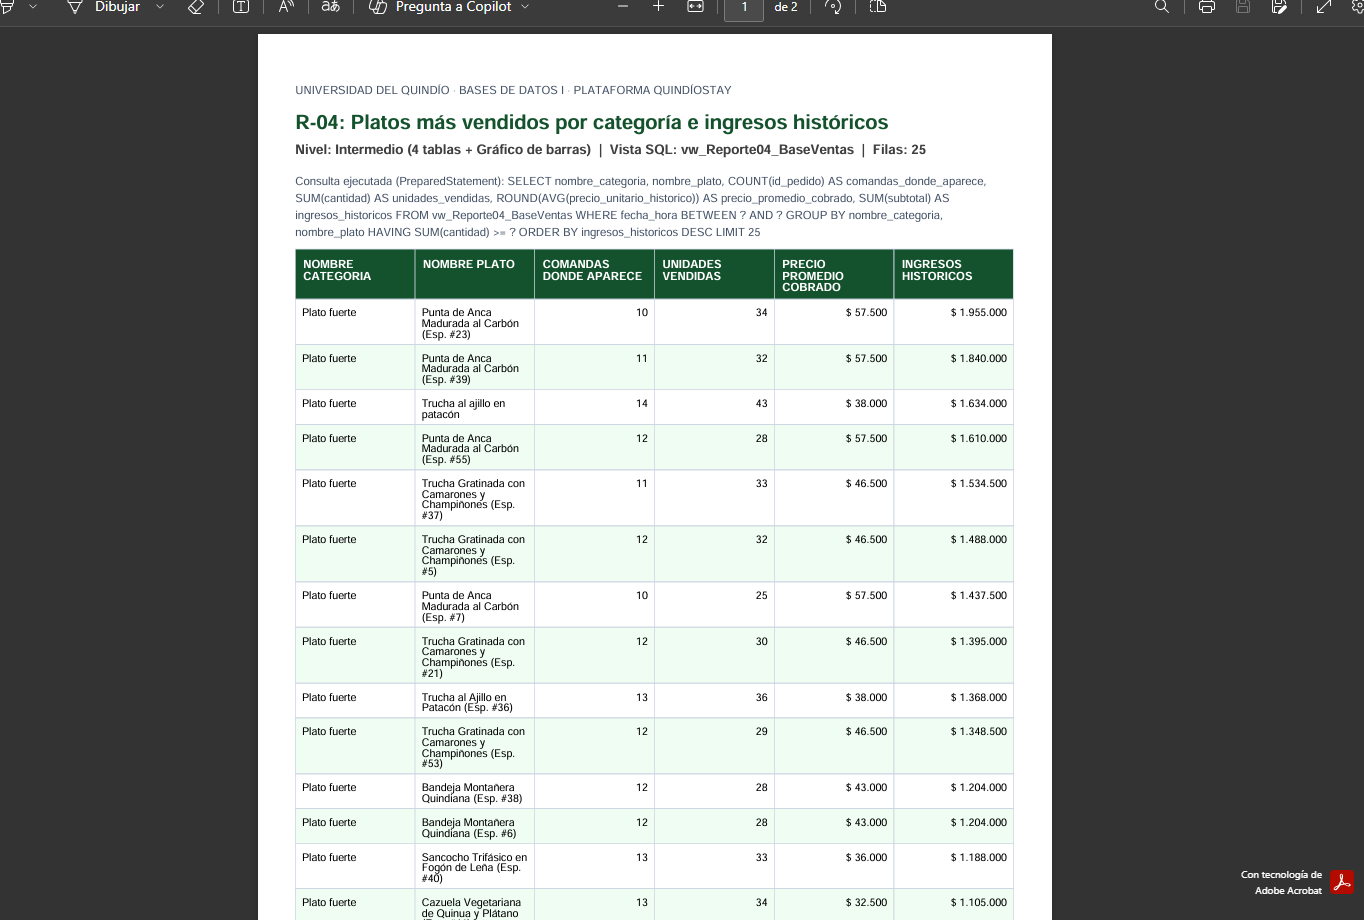 Dibujar
Pregunta a Copilot
1 de 2
UNIVERSIDAD DEL QUINDÍO · BASES DE DATOS I · PLATAFORMA QUINDÍOSTAY
R-04: Platos más vendidos por categoría e ingresos históricos
Nivel: Intermedio (4 tablas + Gráfico de barras) | Vista SQL: vw_Reporte04_BaseVentas | Filas: 25
Consulta ejecutada (PreparedStatement): SELECT nombre_categoria, nombre_plato, COUNT(id_pedido) AS comandas_donde_aparece,
SUM(cantidad) AS unidades_vendidas, ROUND(AVG(precio_unitario_historico)) AS precio_promedio_cobrado, SUM(subtotal) AS
ingresos_historicos FROM vw_Reporte04_BaseVentas WHERE fecha_hora BETWEEN ? AND ? GROUP BY nombre_categoria,
nombre_plato HAVING SUM(cantidad) >= ? ORDER BY ingresos_historicos DESC LIMIT 25
NOMBRE
CATEGORIA
NOMBRE PLATO
COMANDAS
DONDE APARECE
UNIDADES
VENDIDAS
PRECIO
PROMEDIO
COBRADO
INGRESOS
HISTORICOS
Plato fuerte
Punta de Anca
Madurada al Carbón
(Esp. #23)
10
34
$ 57.500
$ 1.955.000
Plato fuerte
Punta de Anca
Madurada al Carbón
(Esp. #39)
11
32
$ 57.500
$ 1.840.000
Plato fuerte
Trucha al ajillo en
patacón
14
43
$ 38.000
$ 1.634.000
Plato fuerte
Punta de Anca
Madurada al Carbón
(Esp. #55)
12
28
$ 57.500
$ 1.610.000
Plato fuerte
Trucha Gratinada con
Camarones y
Champiñones (Esp.
#37)
11
33
$ 46.500
$ 1.534.500
Plato fuerte
Trucha Gratinada con
Camarones y
Champiñones (Esp.
#5)
12
32
$ 46.500
$ 1.488.000
Plato fuerte
Punta de Anca
Madurada al Carbón
(Esp. #7)
10
25
$ 57.500
$ 1.437.500
Plato fuerte
Trucha Gratinada con
Camarones y
Champiñones (Esp.
#21)
12
30
$ 46.500
$ 1.395.000
Plato fuerte
Trucha al Ajillo en
Patacón (Esp. #36)
13
36
$ 38.000
$ 1.368.000
Plato fuerte
Trucha Gratinada con
Camarones y
Champiñones (Esp.
#53)
12
29
$ 46.500
$ 1.348.500
Plato fuerte
Bandeja Montañera
Quindiana (Esp. #38)
12
28
$ 43.000
$ 1.204.000
Plato fuerte
Bandeja Montañera
Quindiana (Esp. #6)
12
28
$ 43.000
$ 1.204.000
Plato fuerte
Sancocho Trifásico en
Fogón de Leña (Esp.
#40)
13
33
$ 36.000
$ 1.188.000
Plato fuerte
Cazuela Vegetariana
de Quinua y Plátano
13
34
$ 32.500
$ 1.105.000
Con tecnología de
Adobe Acrobat